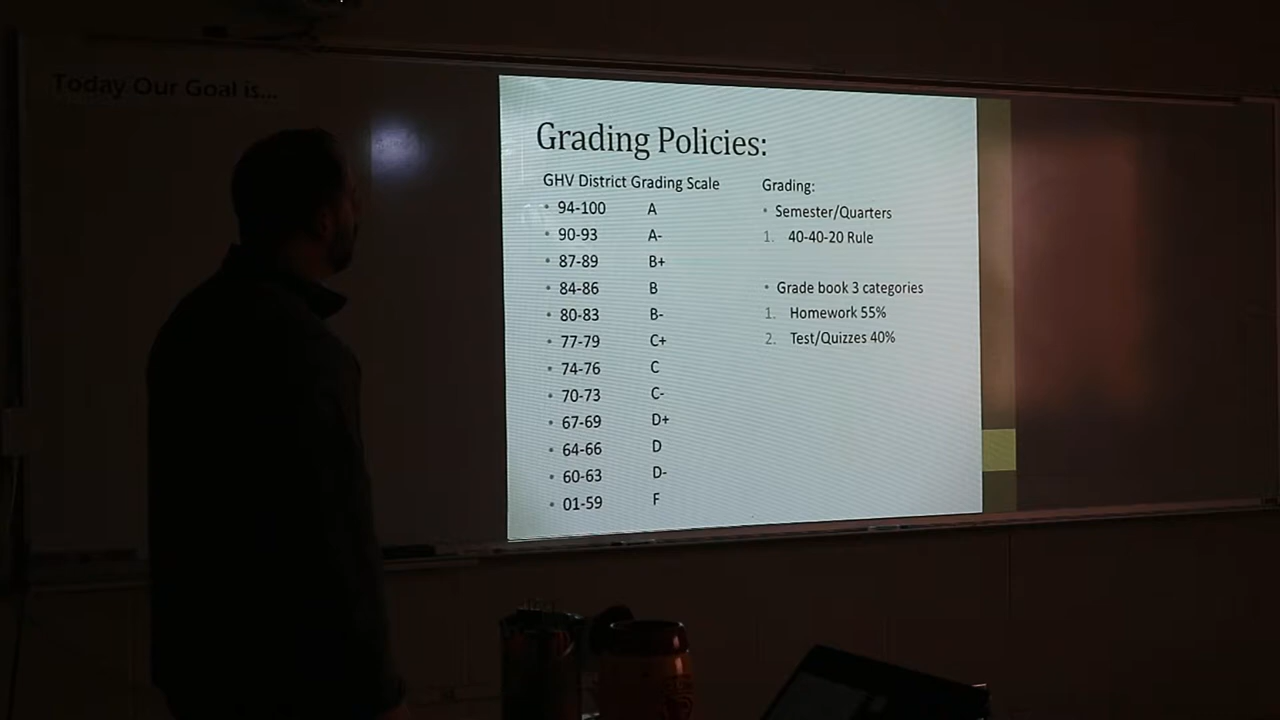 Today Our Goal is...
Grading Policies:
GHV District Grading Scale
• 94-100 A
• 90-93 A-
• 87-89 B+
• 84-86 B
• 80-83 B-
• 77-79 C+
• 74-76 C
• 70-73 C-
• 67-69 D+
• 64-66 D
• 60-63 D-
• 01-59 F
Grading:
• Semester/Quarters
1. 40-40-20 Rule
• Grade book 3 categories
1. Homework 55%
2. Test/Quizzes 40%